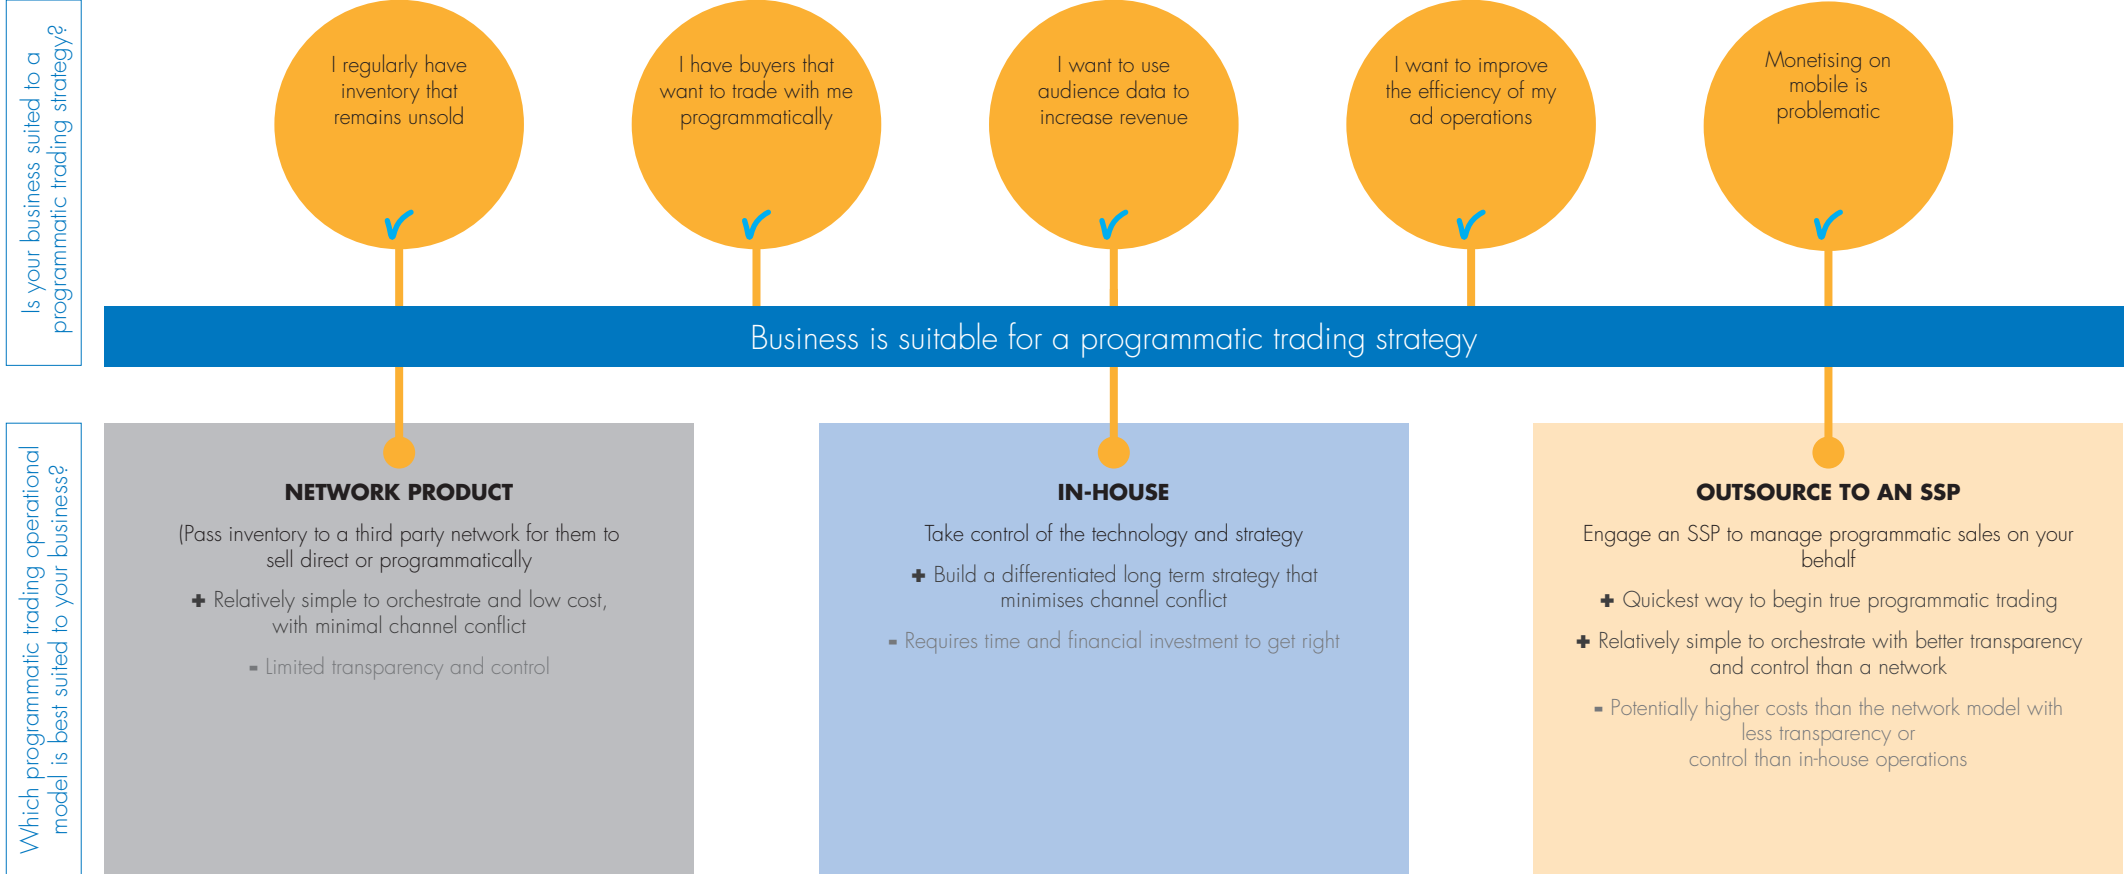 Is your business suited to a
programmatic trading strategy?
I regularly have
inventory that
remains unsold
I have buyers that
want to trade with me
programmatically
I want to use
audience data to
increase revenue
I want to improve
the efficiency of my
ad operations
Monetising on
mobile is
problematic
Business is suitable for a programmatic trading strategy
Which programmatic trading operational
model is best suited to your business?
NETWORK PRODUCT
(Pass inventory to a third party network for them to
sell direct or programmatically
+ Relatively simple to orchestrate and low cost,
with minimal channel conflict
- Limited transparency and control
IN-HOUSE
Take control of the technology and strategy
+ Build a differentiated long term strategy that
minimises channel conflict
- Requires time and financial investment to get right
OUTSOURCE TO AN SSP
Engage an SSP to manage programmatic sales on your
behalf
+ Quickest way to begin true programmatic trading
+ Relatively simple to orchestrate with better transparency
and control than a network
- Potentially higher costs than the network model with
less transparency or
control than in-house operations